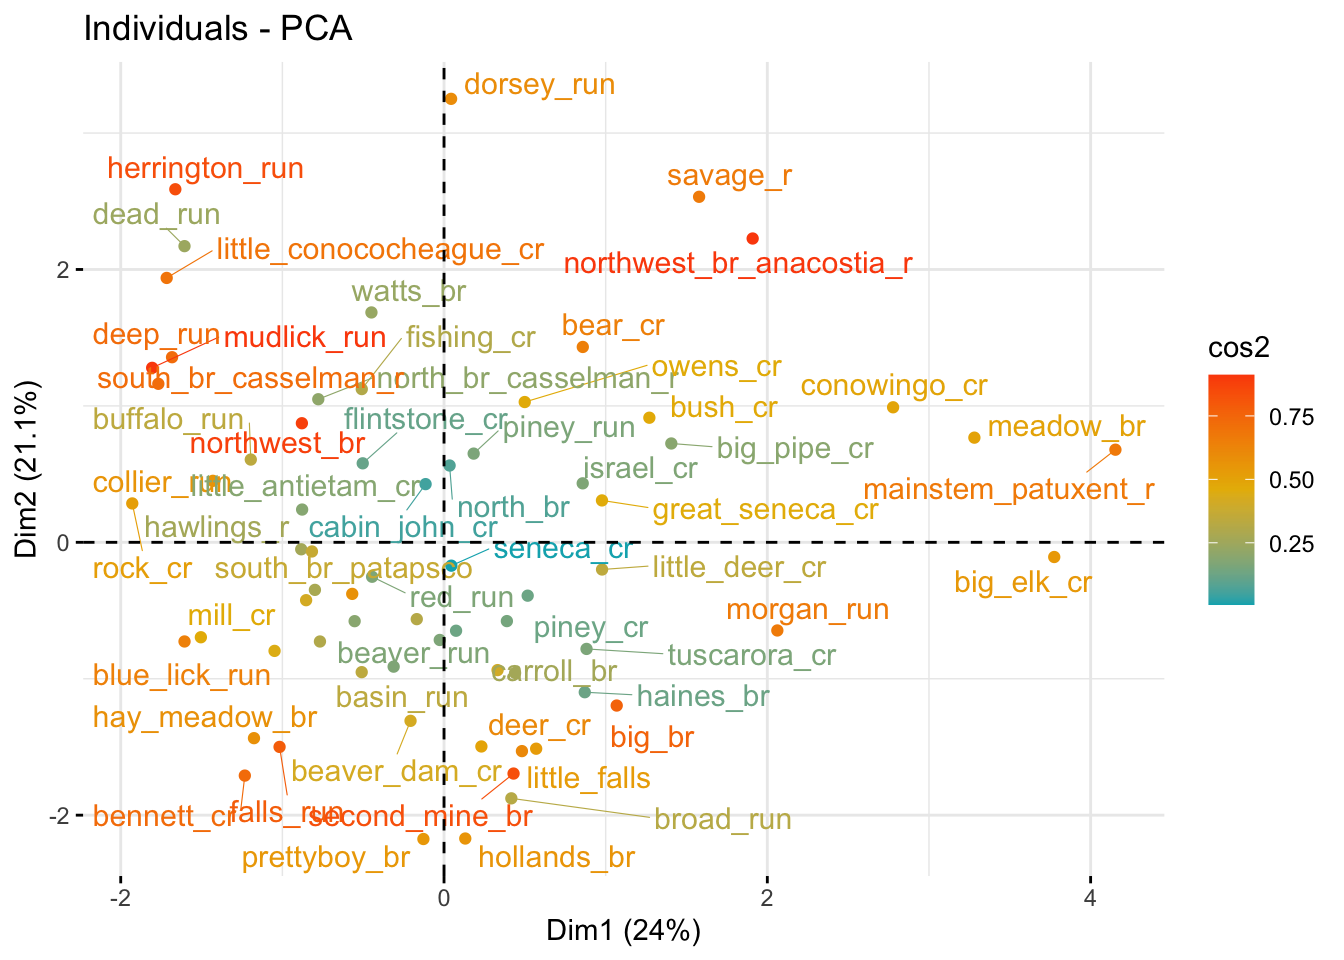 Individuals - PCA
dorsey_run
herrington_run
savage_r
dead_run
little_conococheague_cr
northwest_br_anacostia_r
watts_br
bear_cr
deep_run
mudlick_run
fishing_cr
owens_cr
south_br_casselman_r
north_br_casselman_r
conowingo_cr
bush_cr
buffalo_run
flintstone_cr
piney_run
meadow_br
northwest_br
big_pipe_cr
israel_cr
collier_run
little_antietam_cr
mainstem_patuxent_r
north_br
great_seneca_cr
hawlings_r
cabin_john_cr
seneca_cr
rock_cr
south_br_patapsco
little_deer_cr
big_elk_cr
red_run
morgan_run
mill_cr
piney_cr
beaver_run
tuscarora_cr
blue_lick_run
carroll_br
basin_run
haines_br
hay_meadow_br
deer_cr
big_br
beaver_dam_cr
little_falls
bennett_cr
falls_run
second_mine_br
broad_run
prettyboy_br
hollands_br
2
0
-2
-2
0
2
4
Dim1 (24%)
Dim2 (21.1%)
cos2
0.75
0.50
0.25